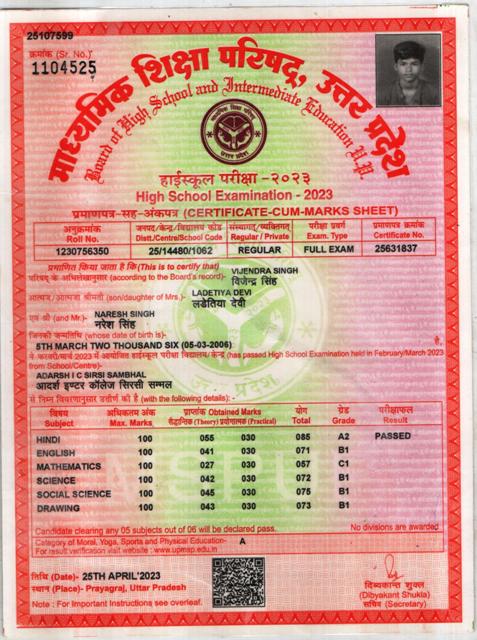 25107599
क्रमांक (Sr. No.)
1104525
माध्यमिक शिक्षा परिषद, उत्तर प्रदेश
Board of High School and Intermediate Education U.P.
हाईस्कूल परीक्षा -२०२३
High School Examination - 2023
प्रमाणपत्र-सह-अंकपत्र (CERTIFICATE-CUM-MARKS SHEET)
अनुक्रमांक जनपद/केन्द्र/विद्यालय कोड संस्थागत/व्यक्तिगत परीक्षा प्रवर्ग प्रमाणपत्र क्रमांक
Roll No. Distt./Centre/School Code Regular / Private Exam. Type Certificate No.
1230756350 25/14480/1062 REGULAR FULL EXAM 25631837
प्रमाणित किया जाता है कि (This is to certify that)
परिषद के अभिलेखानुसार (according to the Board's record)- VIJENDRA SINGH
विजेन्द्र सिंह
आत्मज / आत्मजा श्रीमती (son/daughter of Mrs.)- LADETIYA DEVI
लडेतिया देवी
एवं श्री (and Mr.)- NARESH SINGH
नरेश सिंह
जिनकी जन्मतिथि (whose date of birth is)-
5TH MARCH TWO THOUSAND SIX (05-03-2006) है,
ने फरवरी/मार्च 2023 में आयोजित हाईस्कूल परीक्षा विद्यालय/केन्द्र (has passed High School Examination held in February/March 2023
from School/Centre)-
ADARSH I C SIRSI SAMBHAL
आदर्श इण्टर कॉलेज सिरसी सम्भल
से निम्न विवरणानुसार उत्तीर्ण की है (with the following details) :-
विषय अधिकतम अंक प्राप्तांक Obtained Marks योग ग्रेड परीक्षाफल
Subject Max. Marks सैद्धान्तिक (Theory) प्रयोगात्मक (Practical) Total Grade Result
HINDI 100 055 030 085 A2 PASSED
ENGLISH 100 041 030 071 B1
MATHEMATICS 100 027 030 057 C1
SCIENCE 100 042 030 072 B1
SOCIAL SCIENCE 100 045 030 075 B1
DRAWING 100 043 030 073 B1
Candidate clearing any 05 subjects out of 06 will be declared pass. No divisions are awarded
Category of Moral, Yoga, Sports and Physical Education- A
For result verification visit website : www.upmsp.edu.in
तिथि (Date)- 25TH APRIL'2023
स्थान (Place)- Prayagraj, Uttar Pradesh
Note : For Important Instructions see overleaf.
दिव्यकान्त शुक्ल
(Dibyakant Shukla)
सचिव (Secretary)